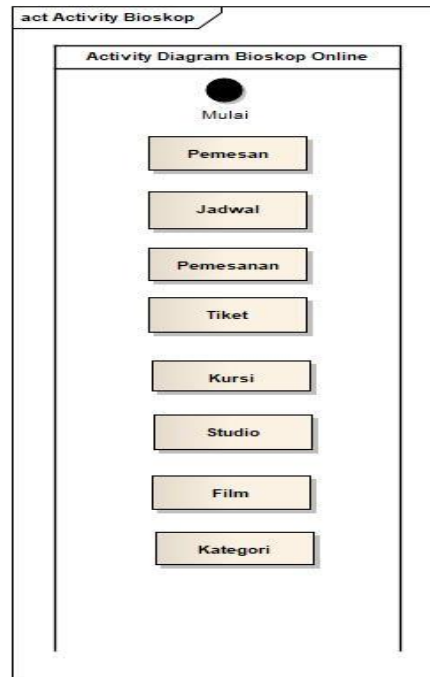 act Activity Bioskop
Activity Diagram Bioskop Online
Mulai
Pemesan
Jadwal
Pemesanan
Tiket
Kursi
Studio
Film
Kategori